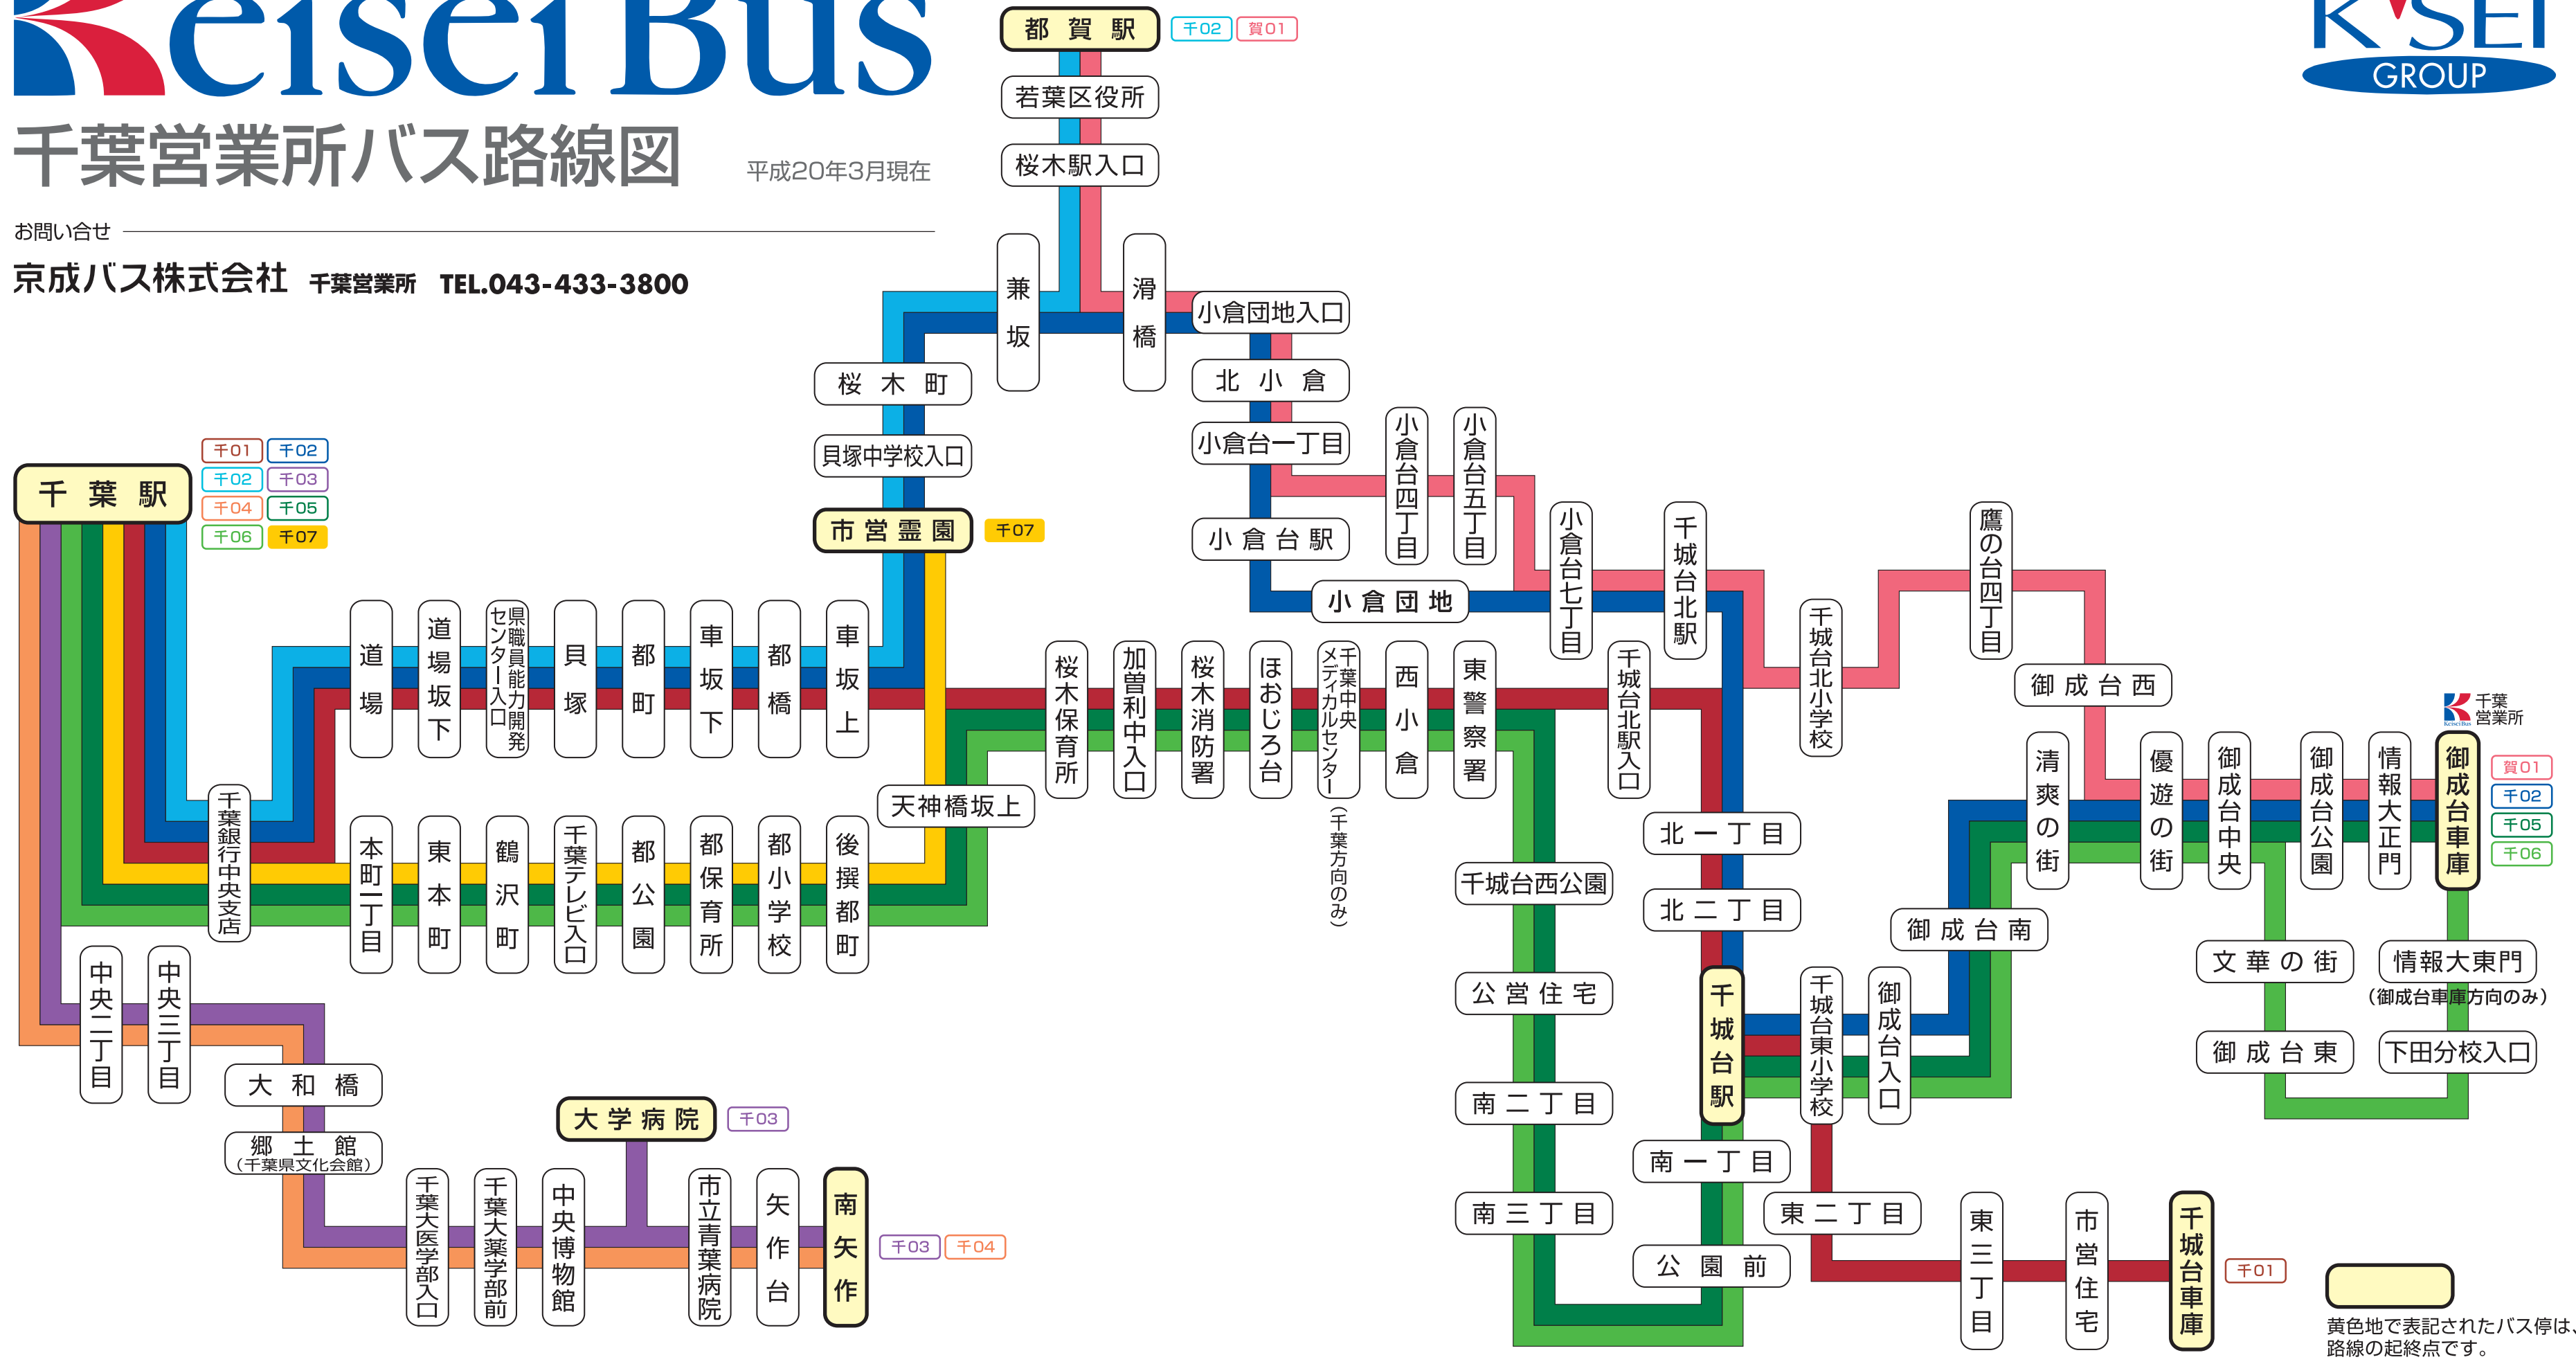 Keisei Bus
千葉営業所バス路線図
平成20年3月現在
お問い合せ
京成バス株式会社 千葉営業所 TEL.043-433-3800
K'SEI
GROUP
都賀駅
千02 賀01
若葉区役所
桜木駅入口
兼坂
滑橋
小倉団地入口
桜木町
北小倉
貝塚中学校入口
小倉台一丁目
小倉台四丁目
小倉台五丁目
千葉駅
千01 千02
千02 千03
千04 千05
千06 千07
市営霊園
千07
小倉台駅
小倉団地
小倉台七丁目
千城台北駅
千城台北小学校
鷹の台四丁目
御成台西
道場
道場坂下
県職員能力開発
センター入口
貝塚
都町
車坂下
都橋
車坂上
桜木保育所
加曽利中入口
桜木消防署
ほおじろ台
千葉中央
メディカルセンター
(千葉方向のみ)
西小倉
東警察署
千城台北駅入口
千葉銀行中央支店
本町一丁目
東本町
鶴沢町
千葉テレビ入口
都公園
都保育所
都小学校
後撰都町
天神橋坂上
清爽の街
優遊の街
御成台中央
御成台公園
情報大正門
御成台車庫
KeiseiBus
千葉
営業所
賀01
千02
千05
千06
北一丁目
北二丁目
千城台西公園
公営住宅
南二丁目
南三丁目
千城台駅
千城台東小学校
御成台入口
御成台南
文華の街
情報大東門
(御成台車庫方向のみ)
御成台東
下田分校入口
南一丁目
公園前
東二丁目
東三丁目
市営住宅
千城台車庫
千01
中央二丁目
中央三丁目
大和橋
郷土館
(千葉県文化会館)
大学病院
千03
千葉大医学部入口
千葉大薬学部前
中央博物館
市立青葉病院
矢作台
南矢作
千03 千04
黄色地で表記されたバス停は、
路線の起終点です。